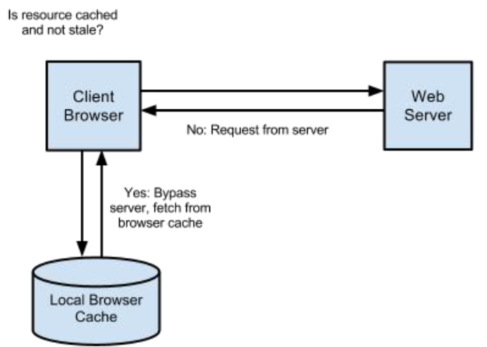 Is resource cached
and not stale?
Client
Browser
Web
Server
No: Request from server
Yes: Bypass
server, fetch from
browser cache
Local Browser
Cache